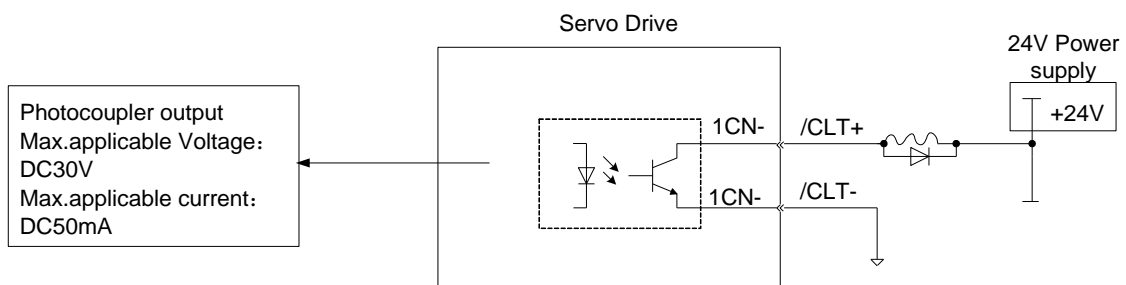 Servo Drive
24V Power
supply
+24V
Photocoupler output
Max.applicable Voltage：
DC30V
Max.applicable current：
DC50mA
1CN-
/CLT+
1CN-
/CLT-